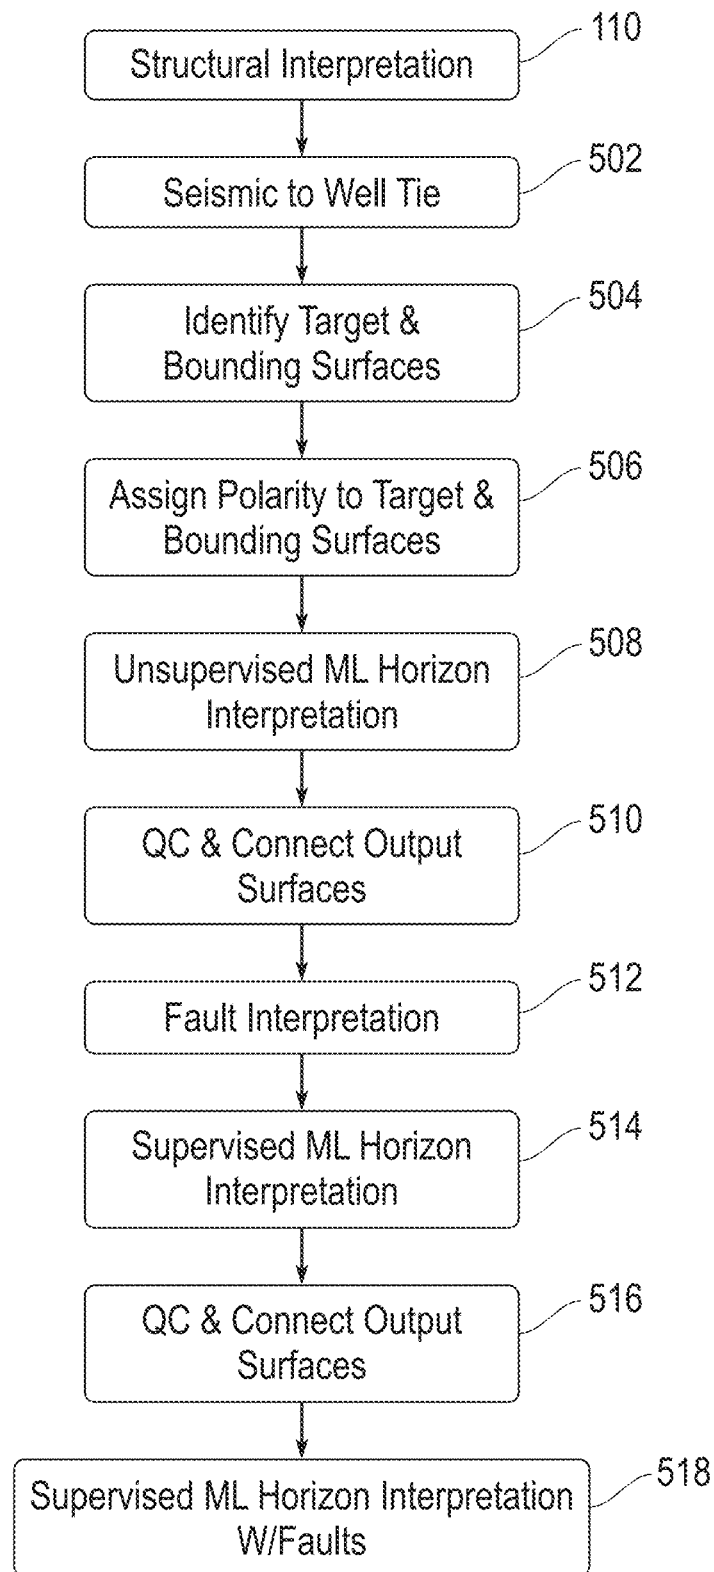 110
Structural Interpretation
502
Seismic to Well Tie
504
Identify Target &
Bounding Surfaces
506
Assign Polarity to Target &
Bounding Surfaces
508
Unsupervised ML Horizon
Interpretation
510
QC & Connect Output
Surfaces
512
Fault Interpretation
514
Supervised ML Horizon
Interpretation
516
QC & Connect Output
Surfaces
518
Supervised ML Horizon Interpretation
W/Faults